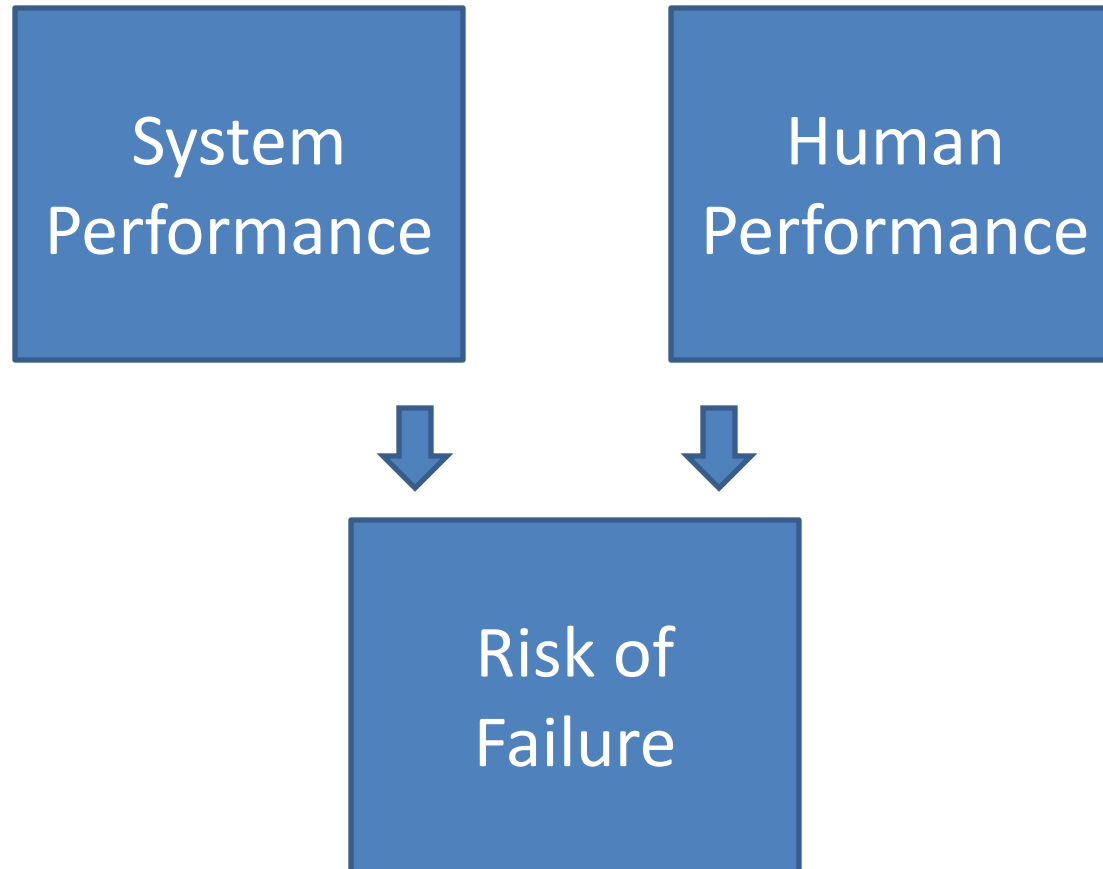 System
Performance
Human
Performance
Risk of
Failure